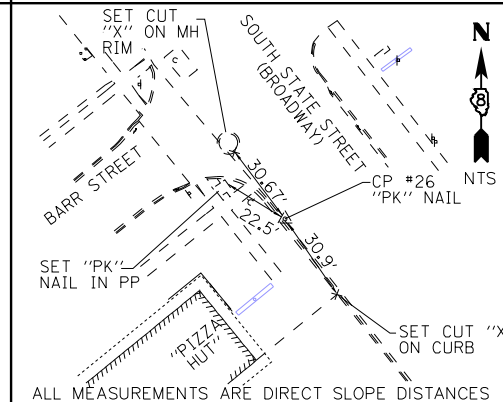 SET CUT
"X" ON MH
RIM
SOUTH STATE STREET
(BROADWAY)
N
8
NTS
BARR STREET
30.67'
CP #26
"PK" NAIL
22.5'
30.9'
SET "PK"
NAIL IN PP
"PIZZA
HUT"
SET CUT "X
ON CURB
ALL MEASUREMENTS ARE DIRECT SLOPE DISTANCES